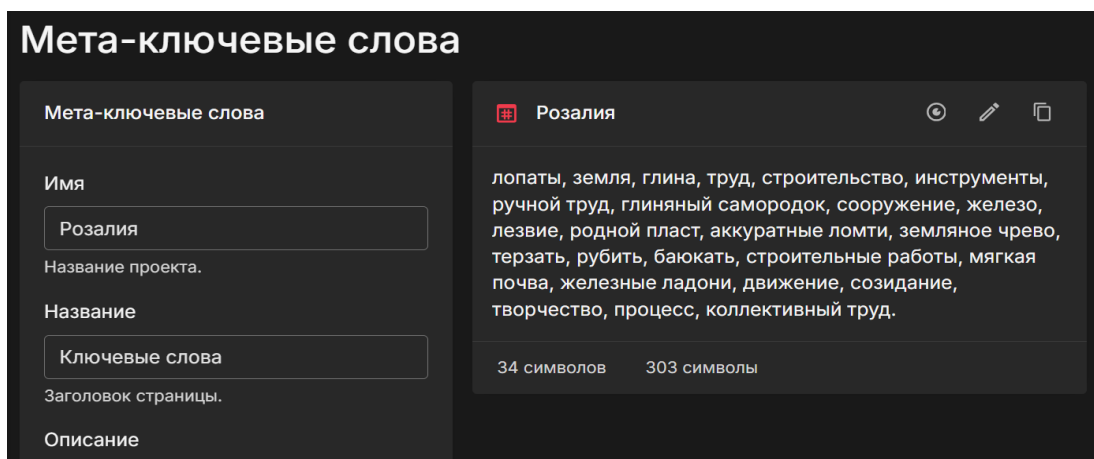 Мета-ключевые слова
Мета-ключевые слова
Имя
Розалия
Название проекта.
Название
Ключевые слова
Заголовок страницы.
Описание
Розалия
лопаты, земля, глина, труд, строительство, инструменты,
ручной труд, глиняный самородок, сооружение, железо,
лезвие, родной пласт, аккуратные ломти, земляное чрево,
терзать, рубить, баюкать, строительные работы, мягкая
почва, железные ладони, движение, созидание,
творчество, процесс, коллективный труд.
34 символов 303 символы